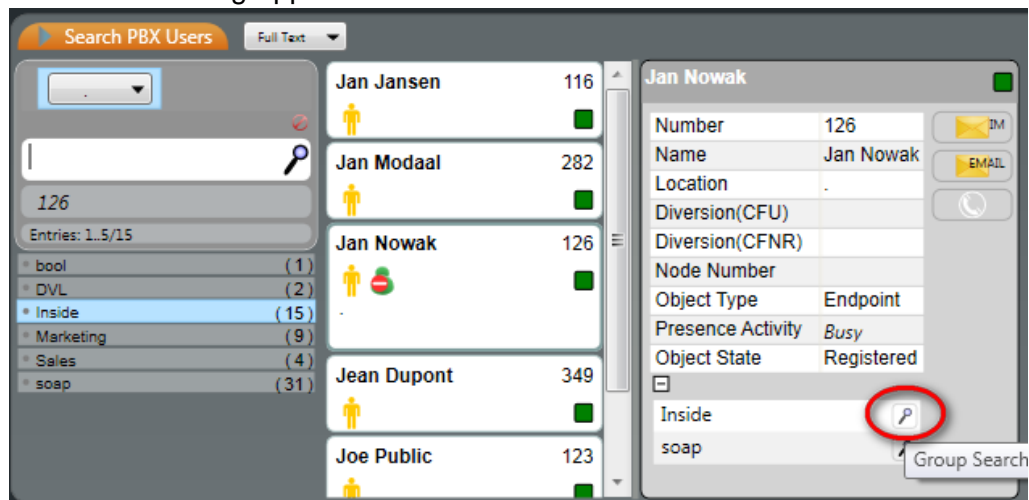 Search PBX Users
Full Text
.
126
Entries: 1..5/15
bool (1)
DVL (2)
Inside (15)
Marketing (9)
Sales (4)
soap (31)
Jan Jansen 116
Jan Modaal 282
Jan Nowak 126
.
Jean Dupont 349
Joe Public 123
Jan Nowak
Number 126
Name Jan Nowak
Location .
Diversion(CFU)
Diversion(CFNR)
Node Number
Object Type Endpoint
Presence Activity Busy
Object State Registered
Inside
soap
IM
EMAIL
Group Search